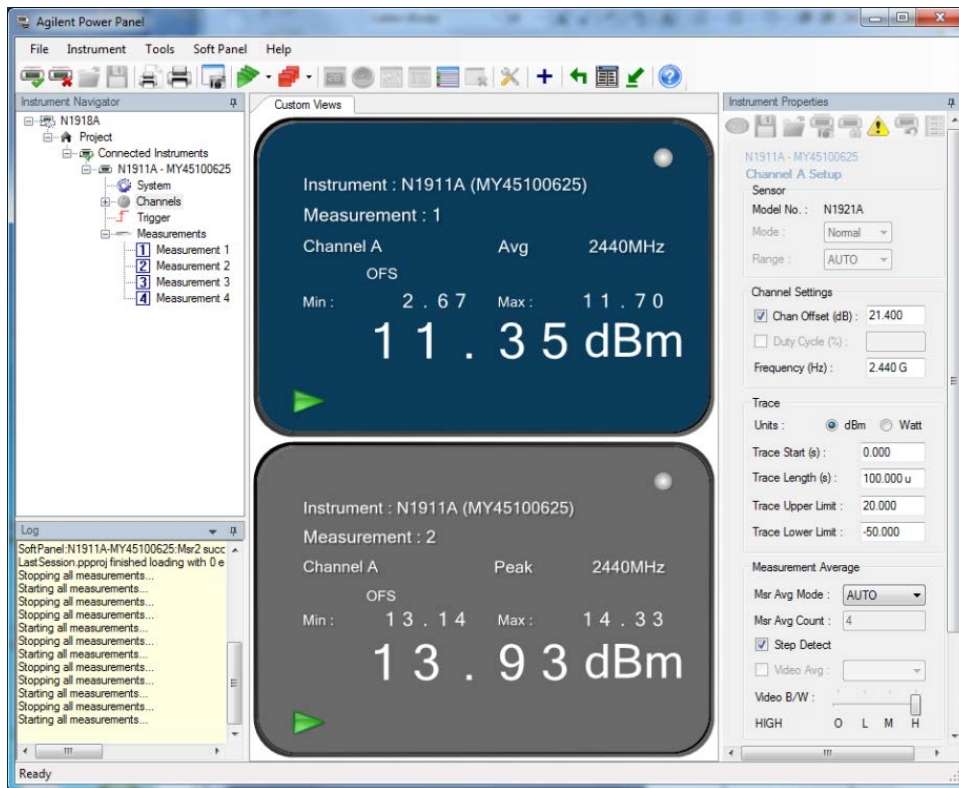 Agilent Power Panel
File Instrument Tools Soft Panel Help
Instrument Navigator
N1918A
Project
Connected Instruments
N1911A - MY45100625
System
Channels
Trigger
Measurements
1 Measurement 1
2 Measurement 2
3 Measurement 3
4 Measurement 4
Log
SoftPanel:N1911A-MY45100625:Msr2 succ
LastSession.ppproj finished loading with 0 e
Stopping all measurements...
Starting all measurements...
Stopping all measurements...
Stopping all measurements...
Starting all measurements...
Starting all measurements...
Stopping all measurements...
Stopping all measurements...
Starting all measurements...
Stopping all measurements...
Starting all measurements...
Custom Views
Instrument : N1911A (MY45100625)
Measurement : 1
Channel A Avg 2440MHz
OFS
Min : 2.67 Max : 11.70
11.35 dBm
Instrument : N1911A (MY45100625)
Measurement : 2
Channel A Peak 2440MHz
OFS
Min : 13.14 Max : 14.33
13.93 dBm
Instrument Properties
N1911A - MY45100625
Channel A Setup
Sensor
Model No. : N1921A
Mode : Normal
Range : AUTO
Channel Settings
Chan Offset (dB) : 21.400
Duty Cycle (%) :
Frequency (Hz) : 2.440 G
Trace
Units : dBm Watt
Trace Start (s) : 0.000
Trace Length (s) : 100.000 u
Trace Upper Limit : 20.000
Trace Lower Limit : -50.000
Measurement Average
Msr Avg Mode : AUTO
Msr Avg Count : 4
Step Detect
Video Avg :
Video B/W :
HIGH O L M H
Ready